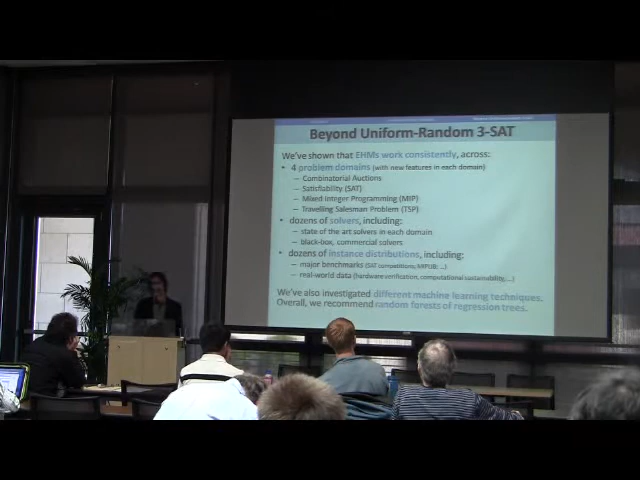 Beyond Uniform-Random 3-SAT
We've shown that EHMs work consistently, across:
• 4 problem domains (with new features in each domain)
– Combinatorial Auctions
– Satisfiability (SAT)
– Mixed Integer Programming (MIP)
– Travelling Salesman Problem (TSP)
• dozens of solvers, including:
– state of the art solvers in each domain
– black-box, commercial solvers
• dozens of instance distributions, including:
– major benchmarks (SAT competitions, MIPLIB, ...)
– real-world data (hardware verification, computational sustainability, ...)
We've also investigated different machine learning techniques.
Overall, we recommend random forests of regression trees.